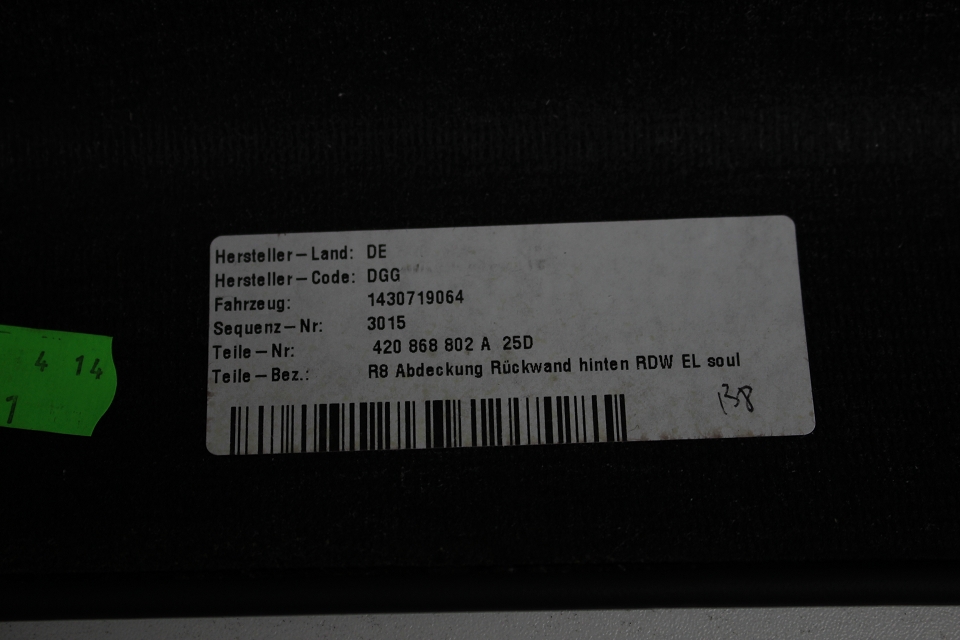 Hersteller-Land: DE
Hersteller-Code: DGG
Fahrzeug: 1430719064
Sequenz-Nr: 3015
Teile-Nr: 420 868 802 A 25D
Teile-Bez.: R8 Abdeckung Rückwand hinten RDW EL soul
138
4 14
1